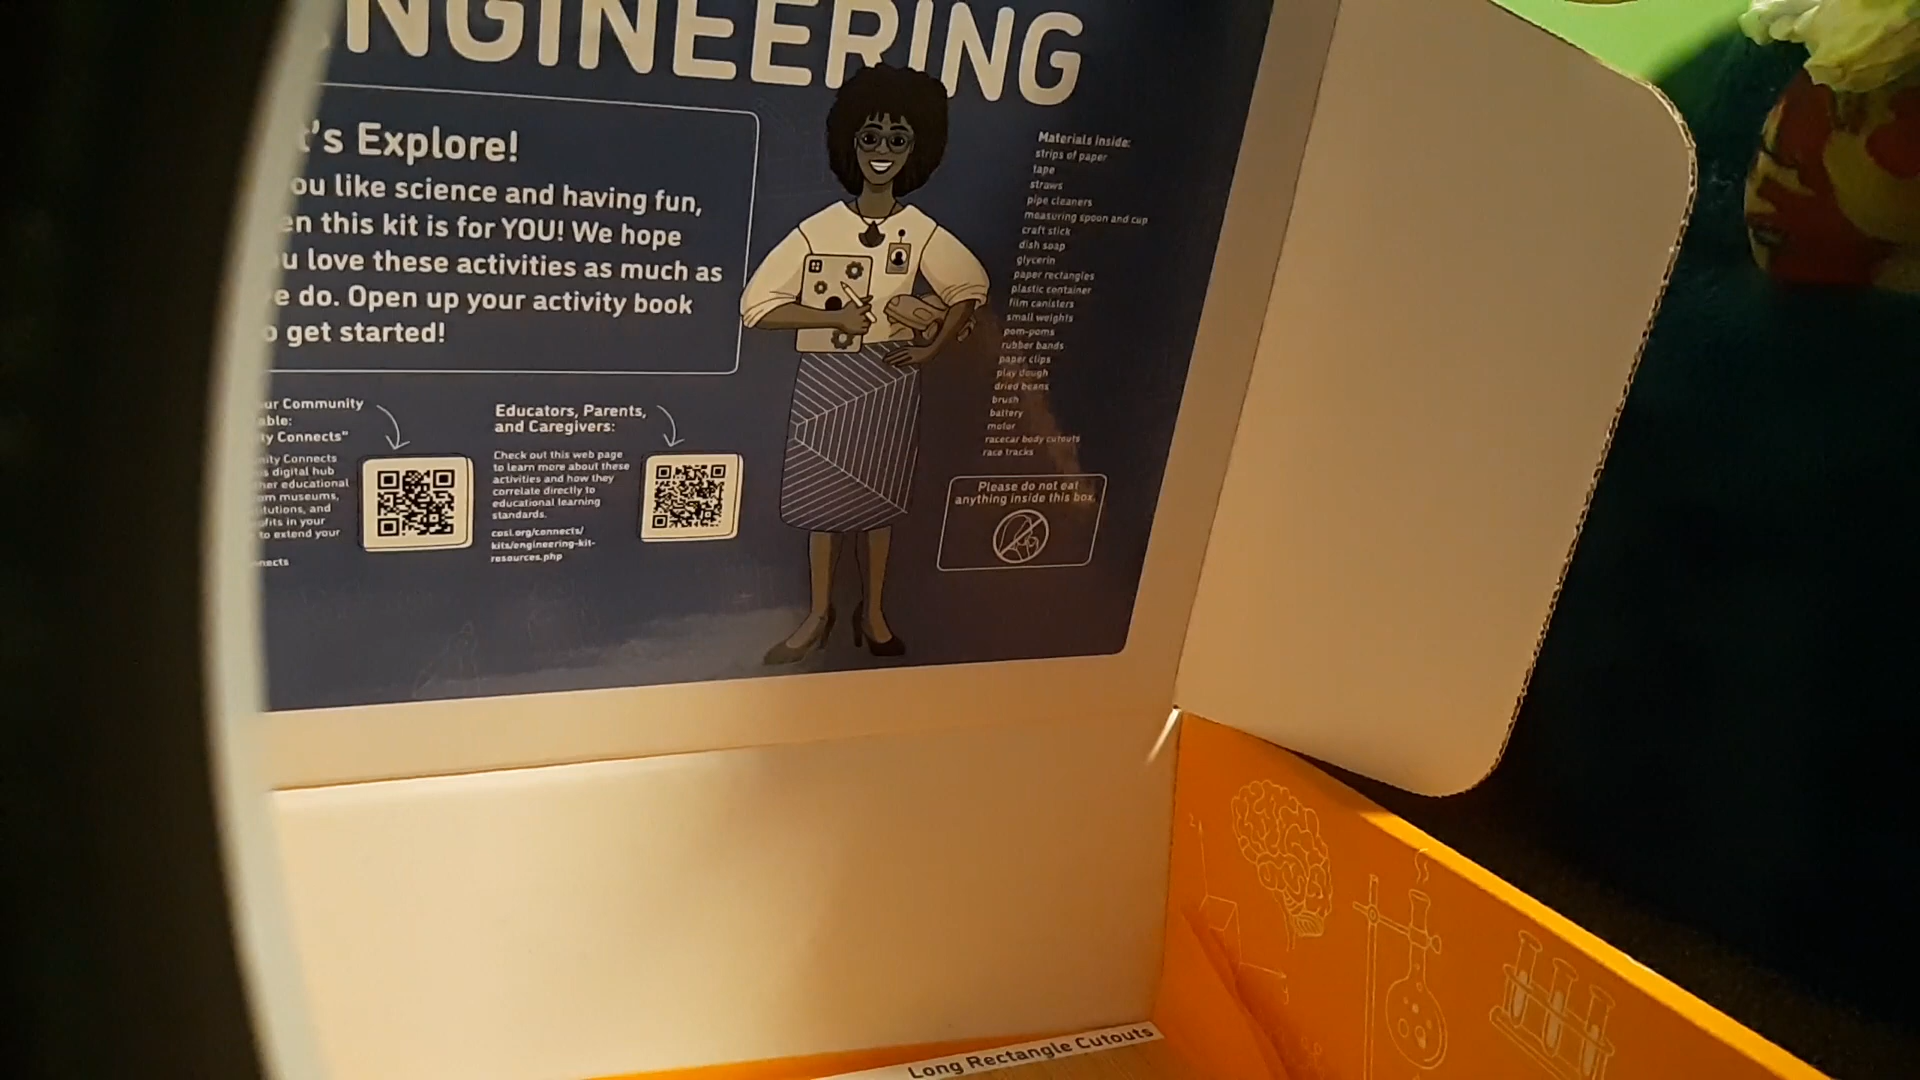 NGINEERING
t's Explore!
ou like science and having fun,
en this kit is for YOU! We hope
u love these activities as much as
e do. Open up your activity book
o get started!
ur Community
able:
ty Connects"
nity Connects
s digital hub
her educational
om museums,
itutions, and
ofits in your
to extend your
nnects
Educators, Parents,
and Caregivers:
Check out this web page
to learn more about these
activities and how they
correlate directly to
educational learning
standards.
cosi.org/connects/
kits/engineering-kit-
resources.php
Materials Inside:
strips of paper
tape
straws
pipe cleaners
measuring spoon and cup
craft stick
dish soap
glycerin
paper rectangles
plastic container
film canisters
small weights
pom-poms
rubber bands
paper clips
play dough
dried beans
brush
battery
motor
racecar body cutouts
race tracks
Please do not eat
anything inside this box.
Long Rectangle Cutouts